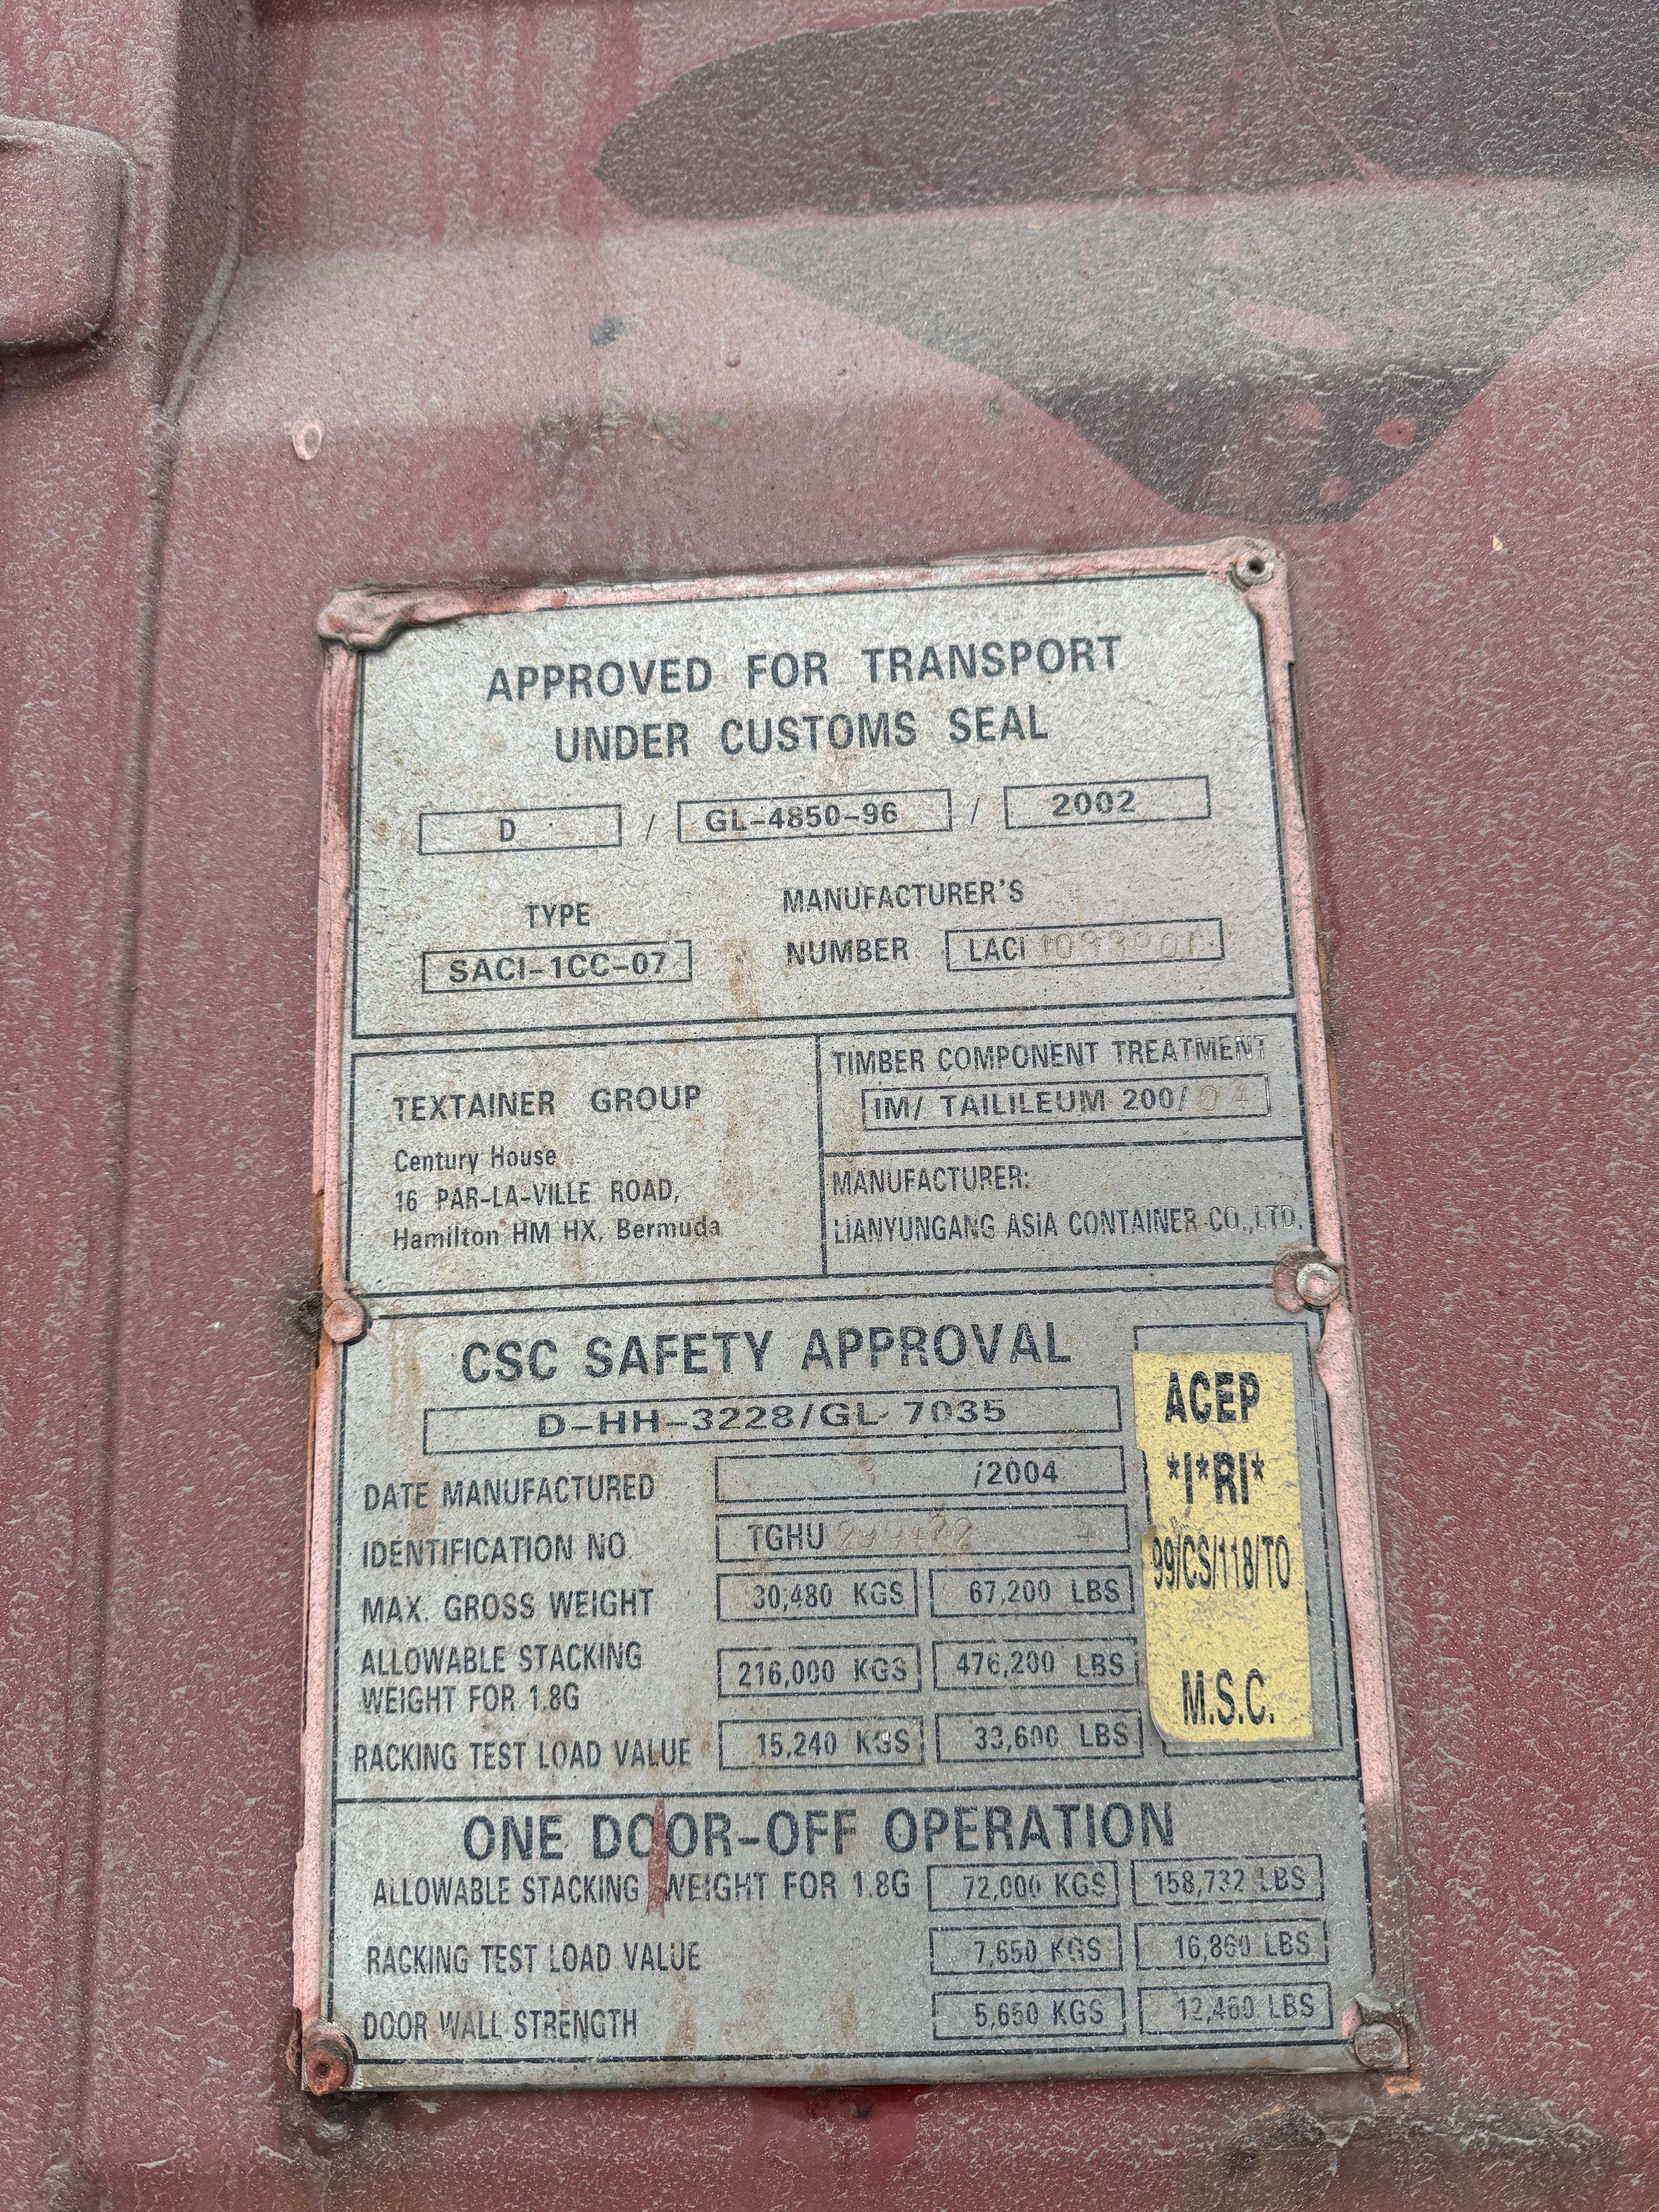 APPROVED FOR TRANSPORT
UNDER CUSTOMS SEAL
D / GL-4850-96 / 2002
TYPE
SACI-1CC-07
MANUFACTURER'S
NUMBER LACI
TEXTAINER GROUP
Century House
16 PAR-LA-VILLE ROAD,
Hamilton HM HX, Bermuda
TIMBER COMPONENT TREATMENT
IM/ TAILILEUM 200/04
MANUFACTURER:
LIANYUNGANG ASIA CONTAINER CO.,LTD.
CSC SAFETY APPROVAL
D-HH-3228/GL 7035
DATE MANUFACTURED /2004
IDENTIFICATION NO. TGHU
MAX. GROSS WEIGHT 30,480 KGS 67,200 LBS
ALLOWABLE STACKING
WEIGHT FOR 1.8G 216,000 KGS 476,200 LBS
RACKING TEST LOAD VALUE 15,240 KGS 33,600 LBS
ACEP
*I*RI*
99/CS/118/TO
M.S.C.
ONE DOOR-OFF OPERATION
ALLOWABLE STACKING WEIGHT FOR 1.8G 72,000 KGS 158,732 LBS
RACKING TEST LOAD VALUE 7,650 KGS 16,860 LBS
DOOR WALL STRENGTH 5,650 KGS 12,460 LBS